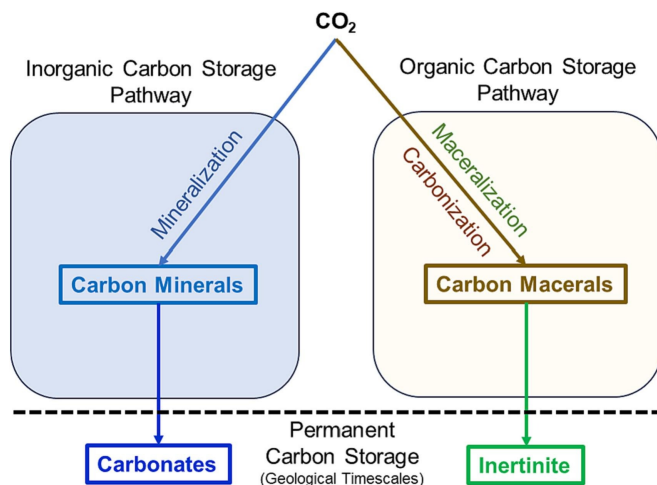 CO₂
Inorganic Carbon Storage
Pathway
Organic Carbon Storage
Pathway
Mineralization
Maceralization
Carbonization
Carbon Minerals
Carbon Macerals
Permanent
Carbon Storage
(Geological Timescales)
Carbonates
Inertinite